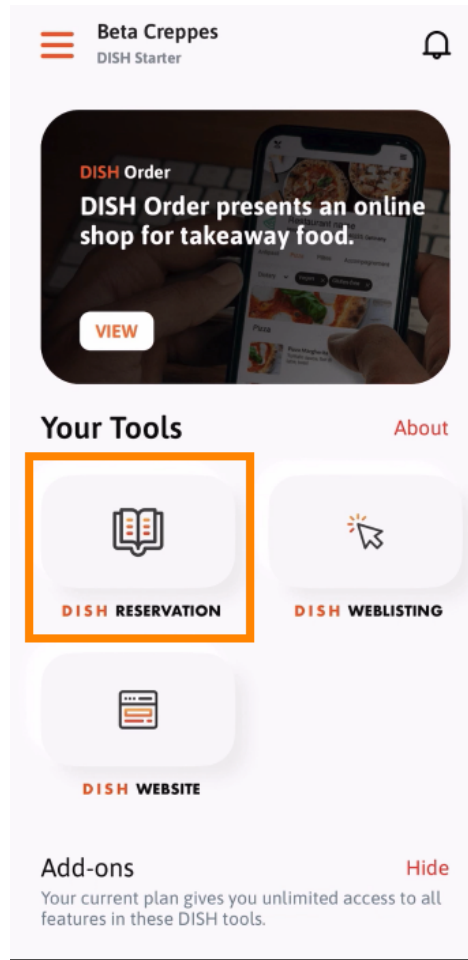 Beta Creppes
DISH Starter
DISH Order
DISH Order presents an online
shop for takeaway food.
VIEW
Your Tools
About
DISH RESERVATION
DISH WEBLISTING
DISH WEBSITE
Add-ons
Hide
Your current plan gives you unlimited access to all
features in these DISH tools.